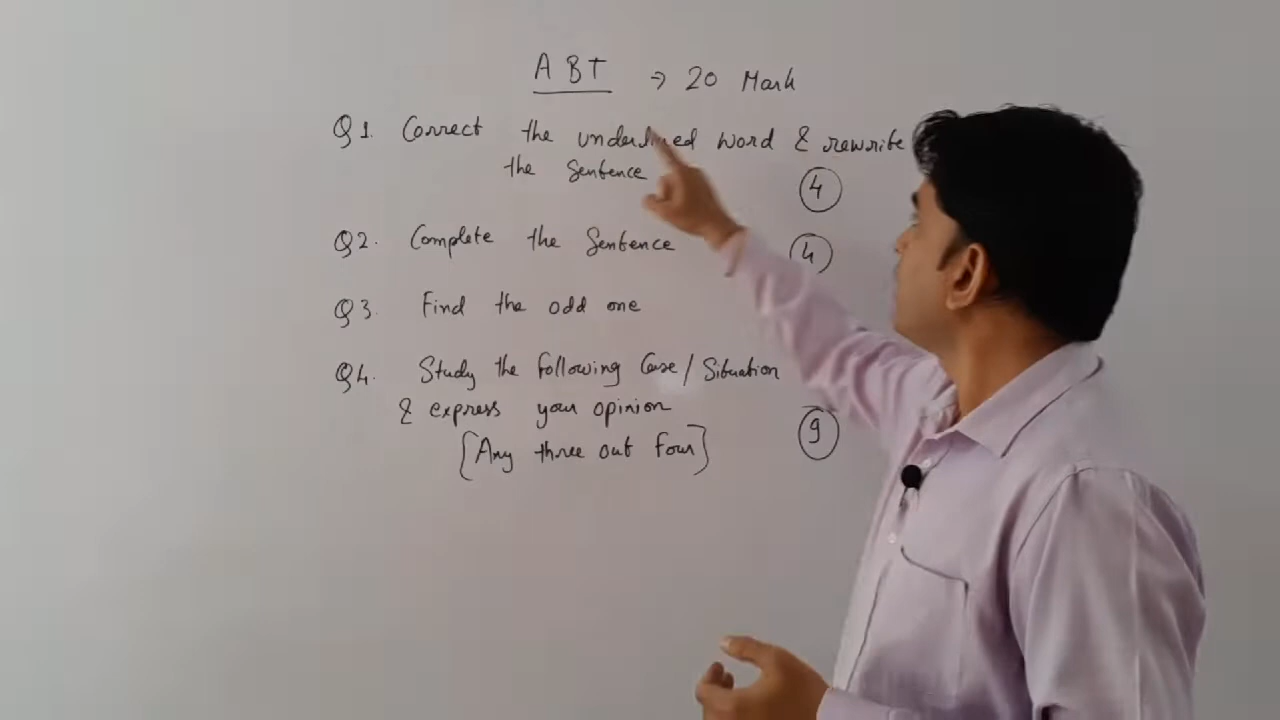 ABT → 20 Mark
Q1. Correct the underlined word & rewrite
the Sentence 4
Q2. Complete the Sentence 4
Q3. Find the odd one
Q4. Study the following Case/Situation
& express your opinion
[Any three out four] 9